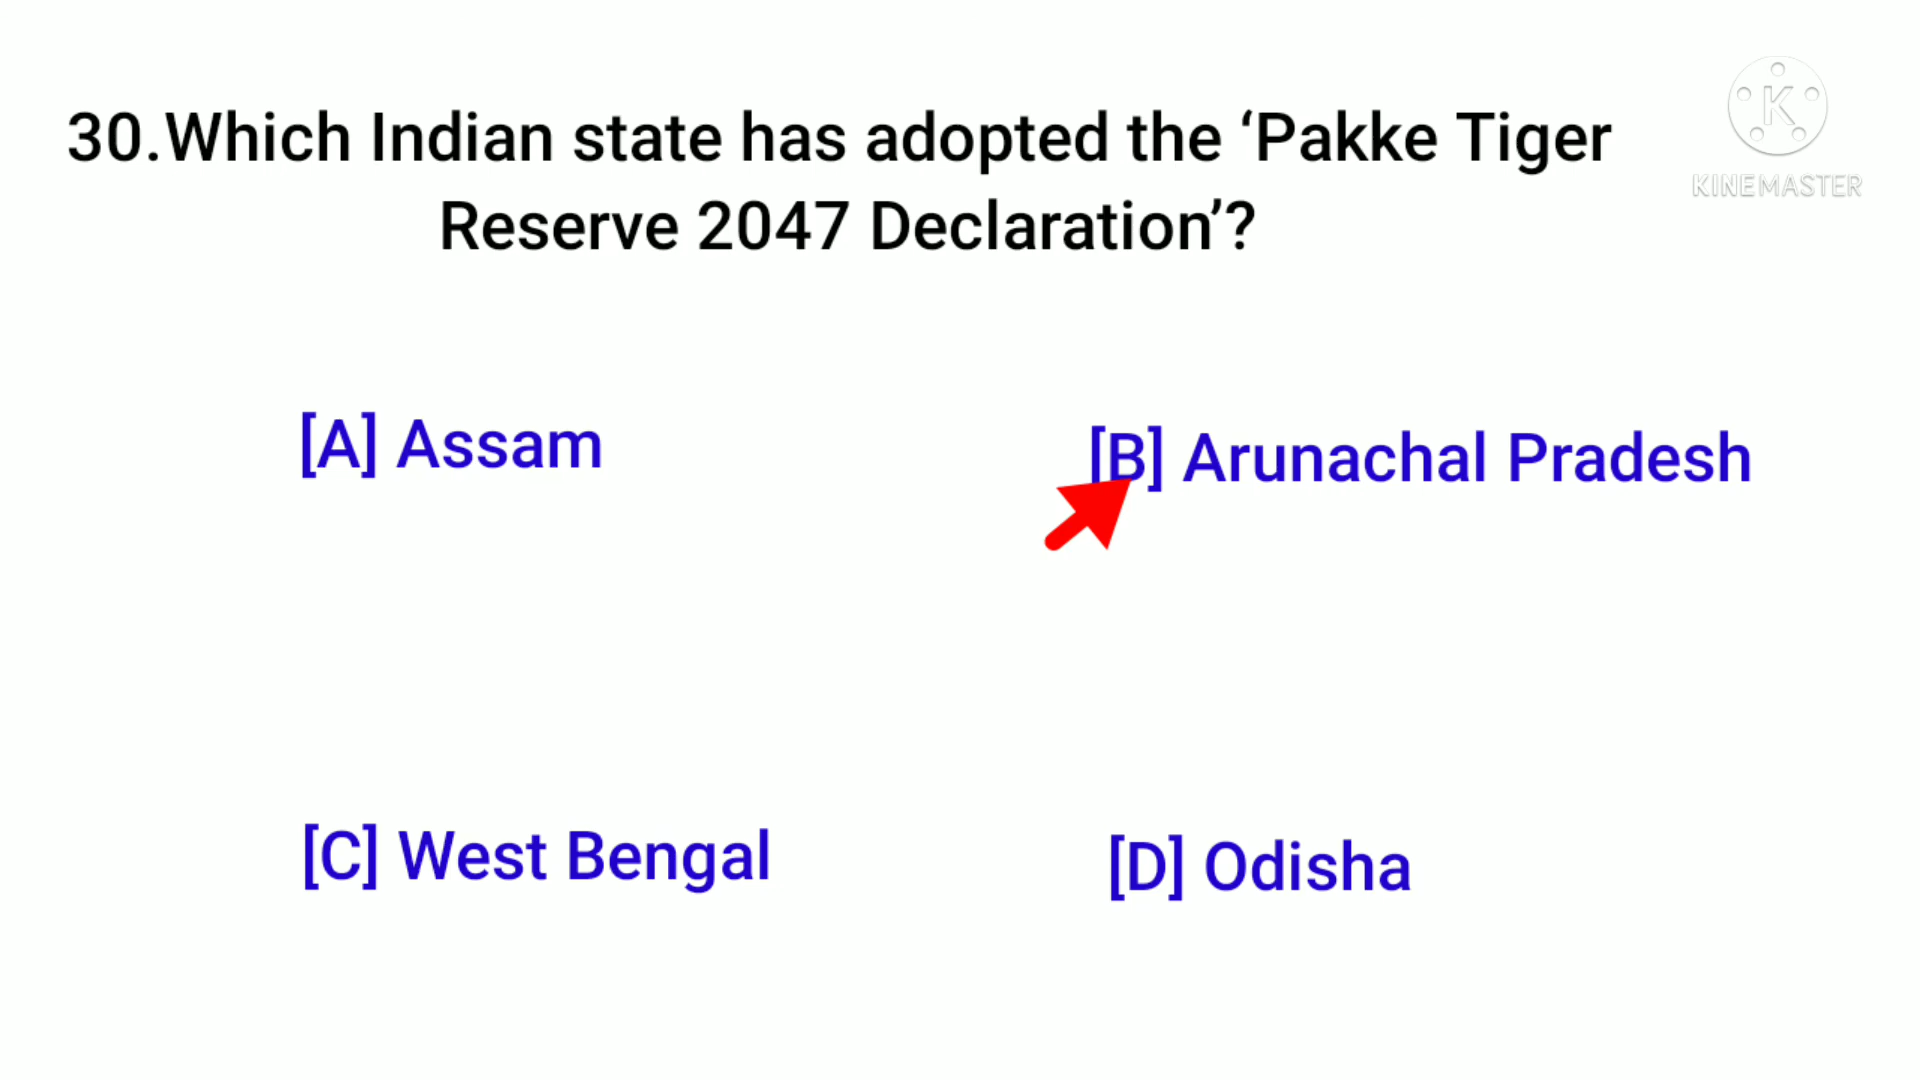 30.Which Indian state has adopted the ‘Pakke Tiger
Reserve 2047 Declaration’?
K
KINEMASTER
[A] Assam
[B] Arunachal Pradesh
[C] West Bengal
[D] Odisha